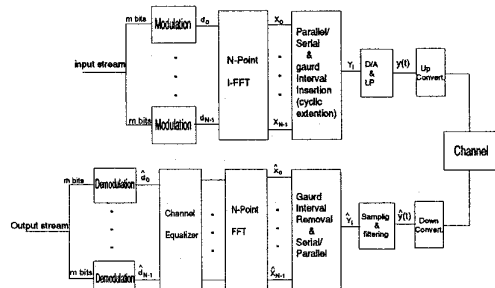 m bits
Modulation
d0
N-Point
I-FFT
X0
Parallel/
Serial
&
gaurd
Interval
Insertion
(cyclic
extention)
Yi
D/A
&
LP
y(t)
Up
Convert.
input stream
m bits
Modulation
dN-1
XN-1
Channel
m bits
Demodulation
d̂0
Channel
Equalizer
N-Point
FFT
X̂0
Gaurd
Interval
Removal
&
Serial/
Parallel
Ŷi
Samplig
&
filtering
ŷ(t)
Down
Convert.
Output stream
m bits
Demodulation
d̂N-1
X̂N-1